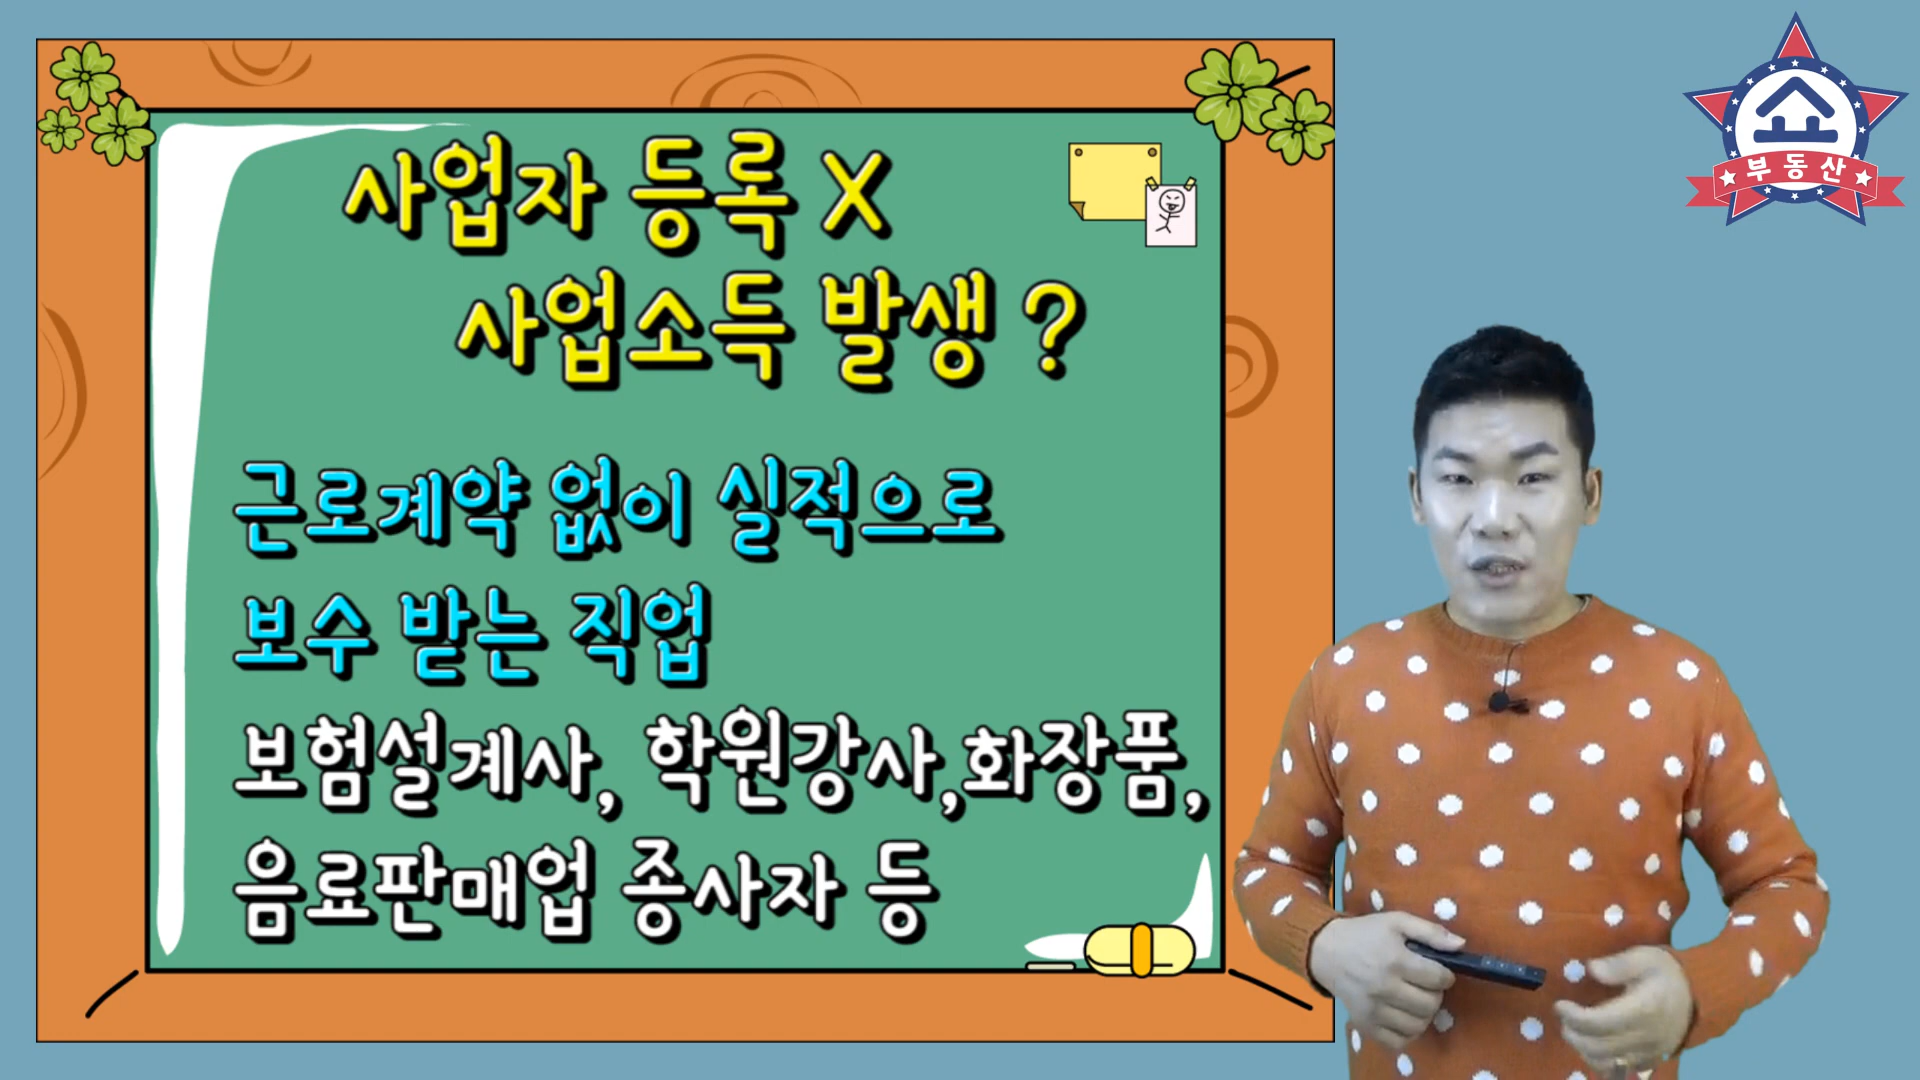 사업자 등록 X
사업소득 발생 ?
근로계약 없이 실적으로
보수 받는 직업
보험설계사, 학원강사,화장품,
음료판매업 종사자 등
쇼
부동산